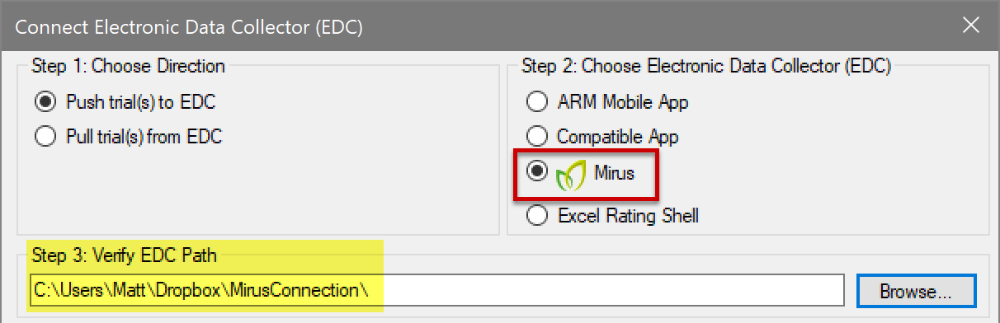 Connect Electronic Data Collector (EDC)
Step 1: Choose Direction
Push trial(s) to EDC
Pull trial(s) from EDC
Step 2: Choose Electronic Data Collector (EDC)
ARM Mobile App
Compatible App
Mirus
Excel Rating Shell
Step 3: Verify EDC Path
C:\Users\Matt\Dropbox\MirusConnection\
Browse...